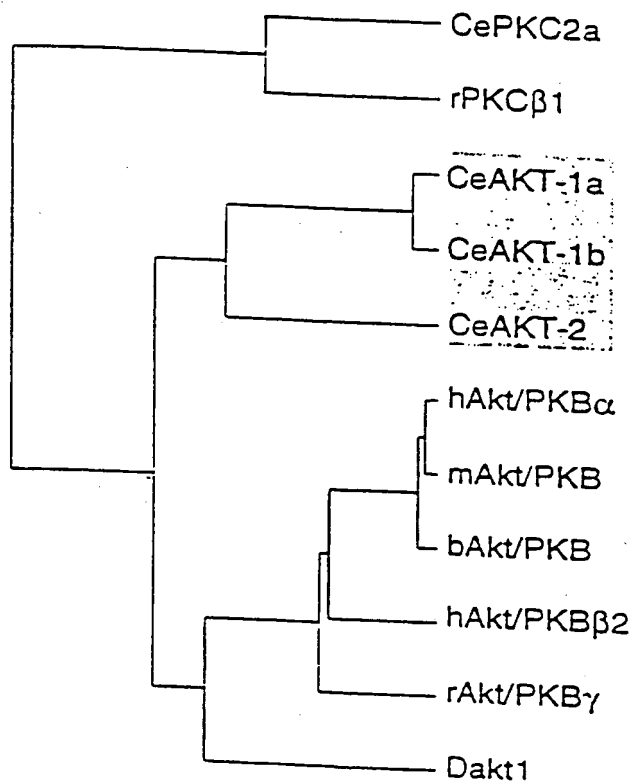 CePKC2a
rPKCβ1
CeAKT-1a
CeAKT-1b
CeAKT-2
hAkt/PKBα
mAkt/PKB
bAkt/PKB
hAkt/PKBβ2
rAkt/PKBγ
Dakt1